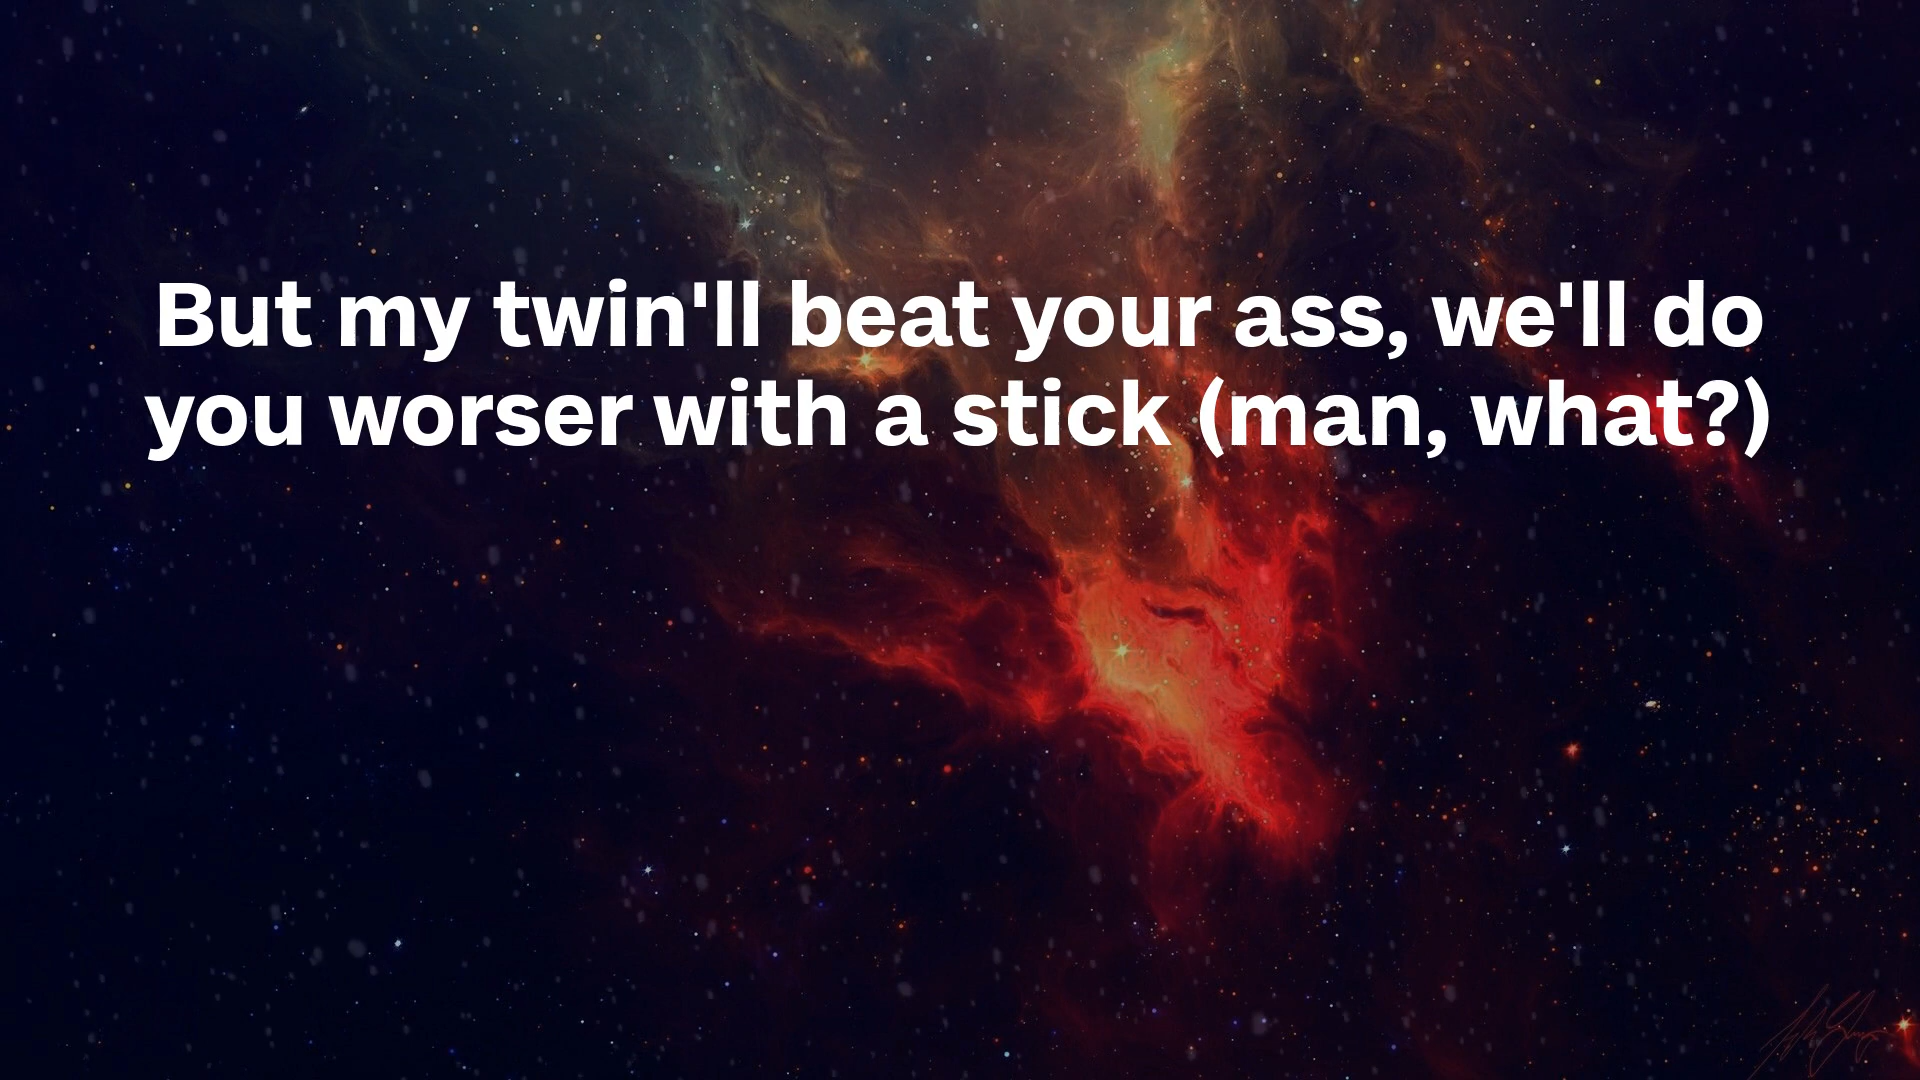 But my twin'll beat your ass, we'll do
you worser with a stick (man, what?)